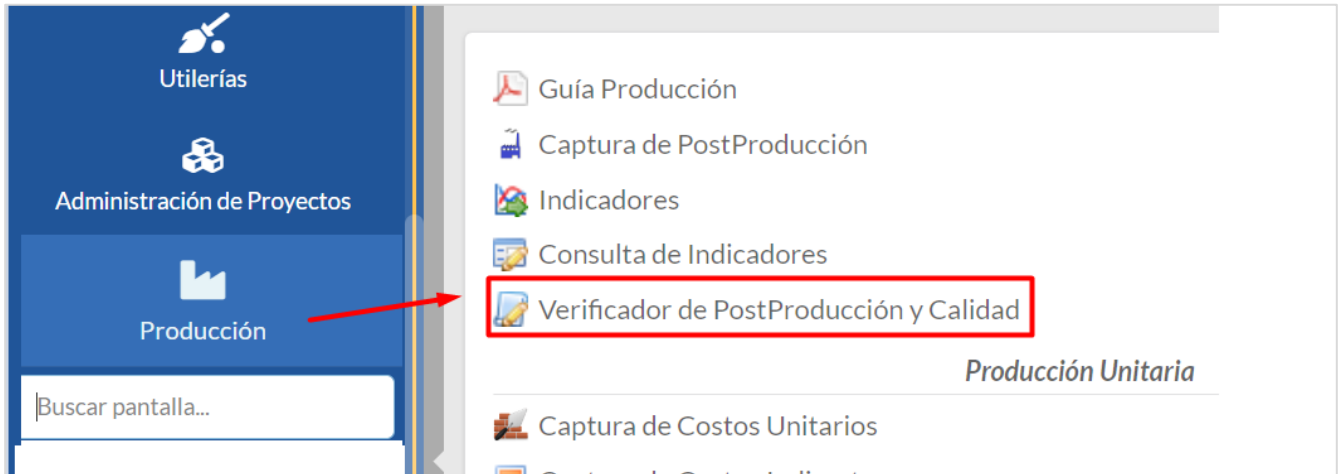 Utilerías
Administración de Proyectos
Producción
Buscar pantalla...
Guía Producción
Captura de PostProducción
Indicadores
Consulta de Indicadores
Verificador de PostProducción y Calidad
Producción Unitaria
Captura de Costos Unitarios